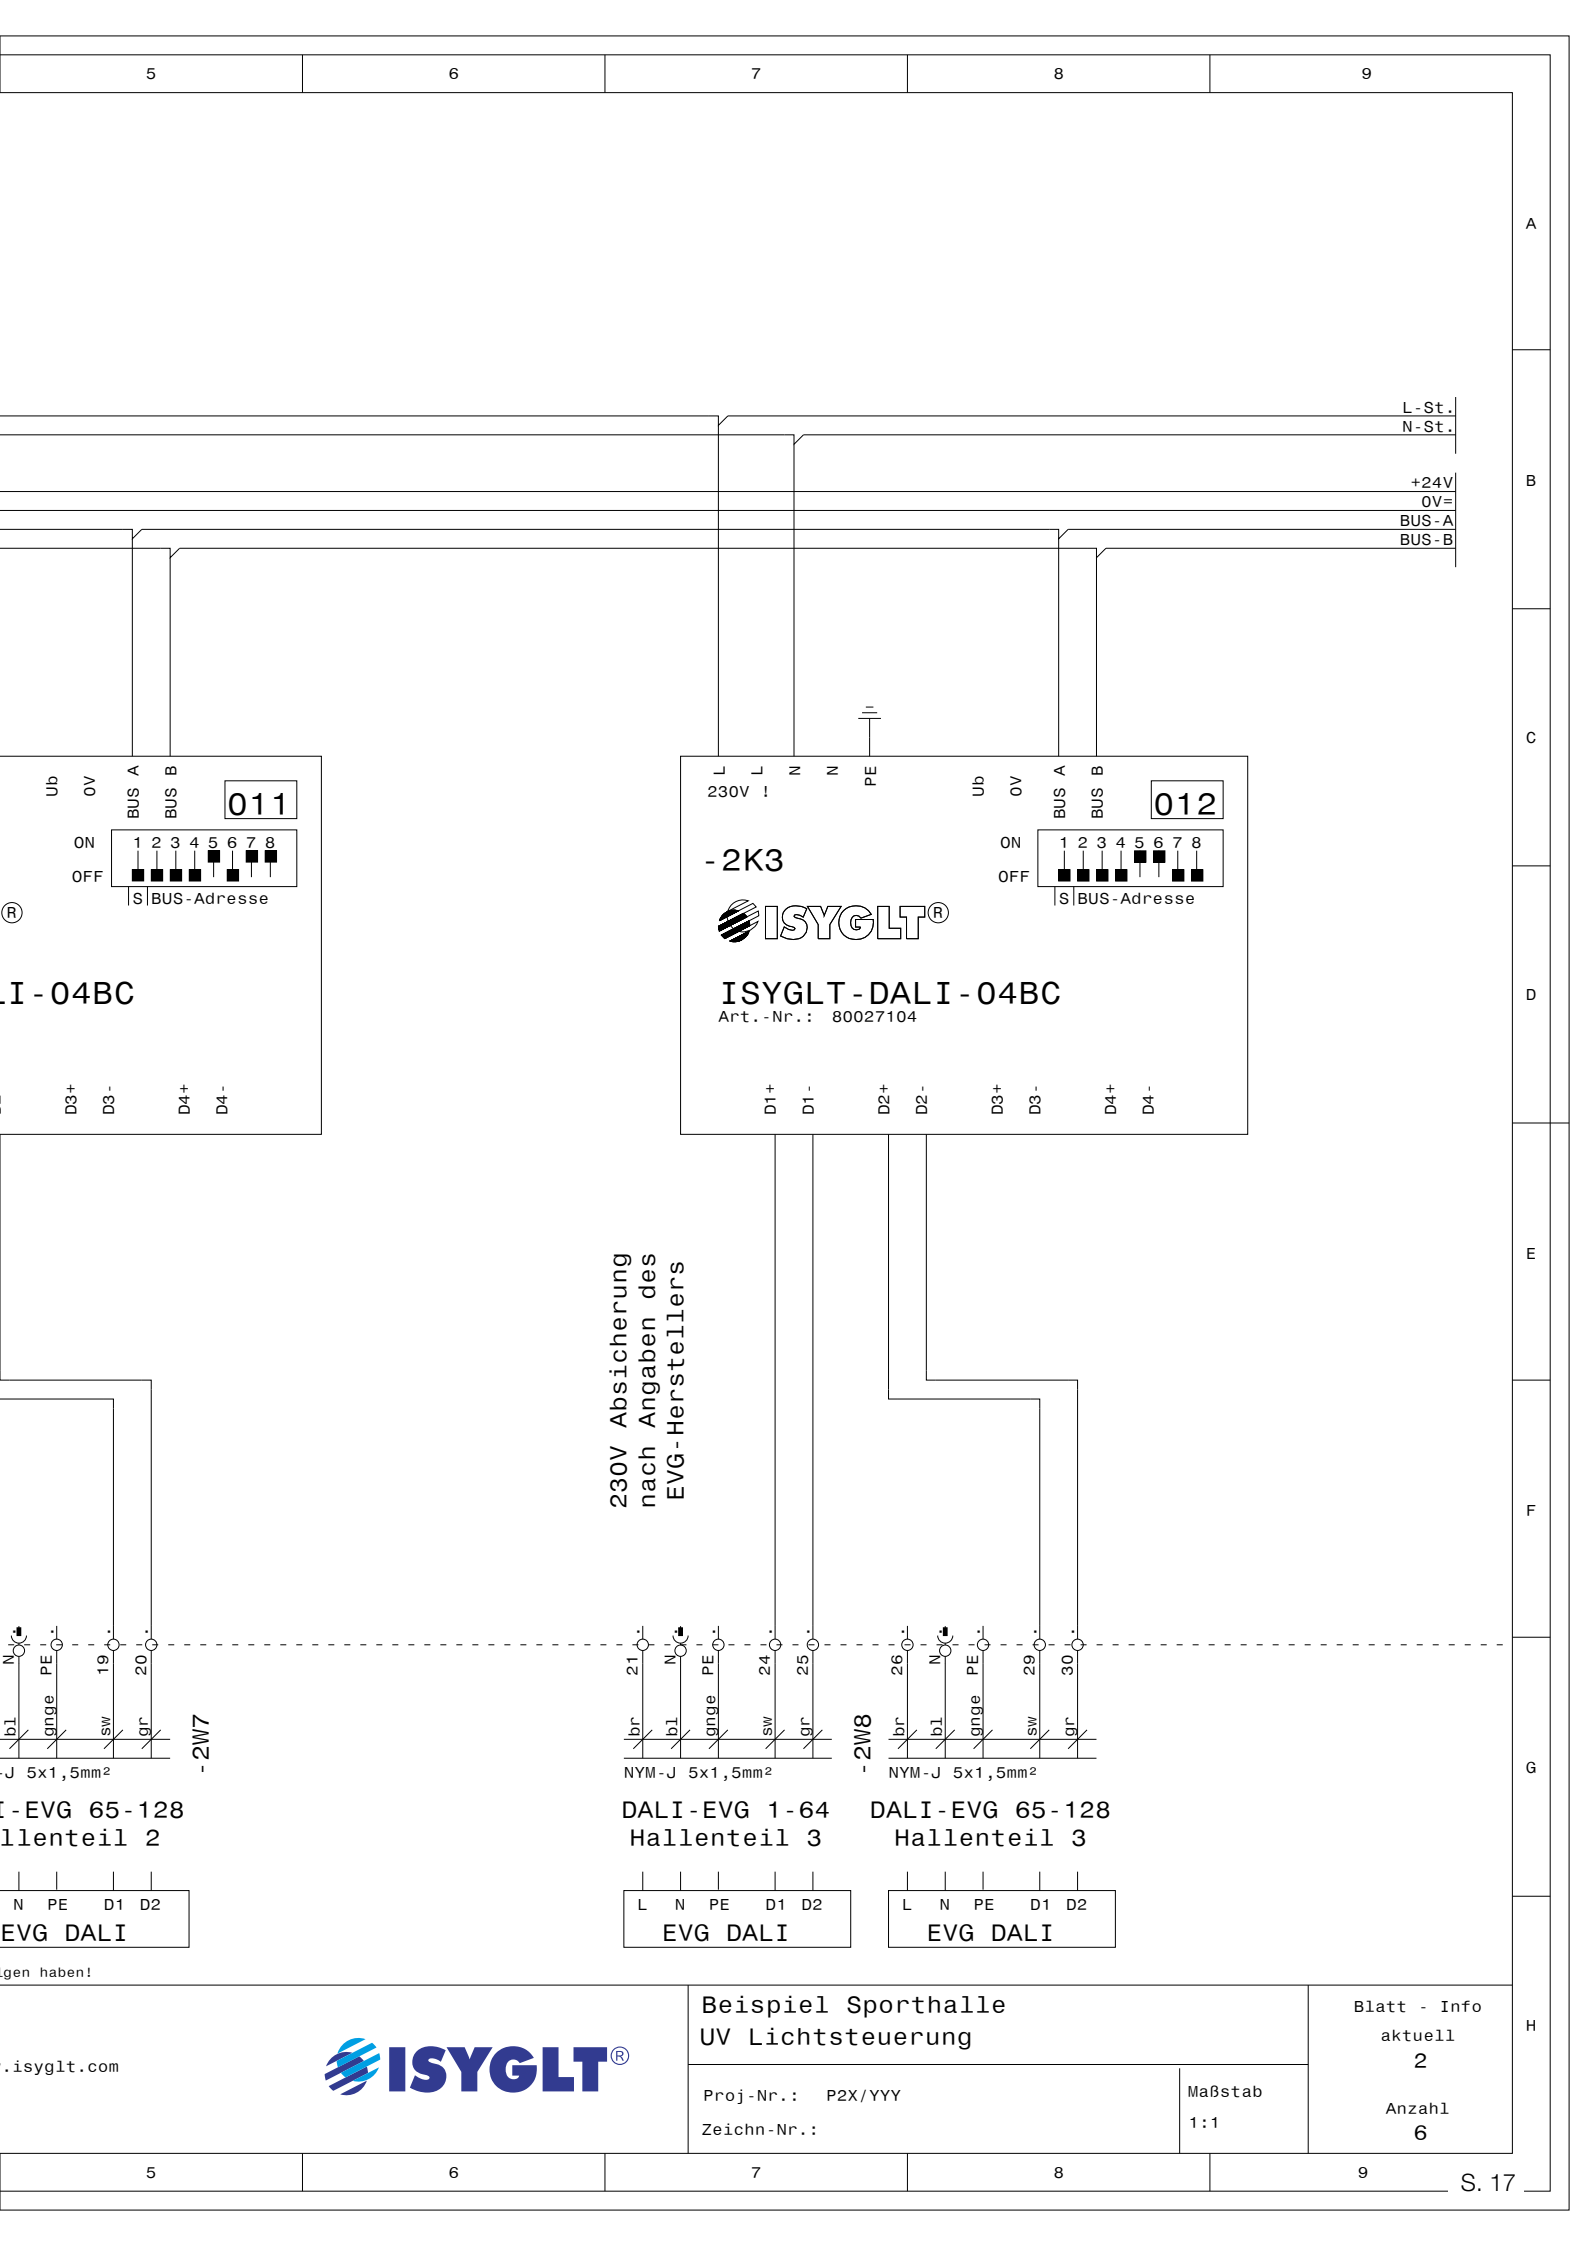 5 6 7 8 9
A
L-St.
N-St.
B
+24V
0V=
BUS-A
BUS-B
C
Ub 0V BUS A BUS B
011
ON 1 2 3 4 5 6 7 8
OFF
S BUS-Adresse
®
LI-04BC
D3+ D3- D4+ D4-
L L N N PE
230V !
Ub 0V BUS A BUS B
012
-2K3
ON 1 2 3 4 5 6 7 8
OFF
S BUS-Adresse
ISYGLT®
ISYGLT-DALI-04BC
Art.-Nr.: 80027104
D
D1+ D1- D2+ D2- D3+ D3- D4+ D4-
E
230V Absicherung
nach Angaben des
EVG-Herstellers
F
N PE 19 20
bl gnge sw gr
-2W7
-J 5x1,5mm²
I-EVG 65-128
llenteil 2
N PE D1 D2
EVG DALI
21 N PE 24 25
br bl gnge sw gr
-2W8
NYM-J 5x1,5mm²
DALI-EVG 1-64
Hallenteil 3
L N PE D1 D2
EVG DALI
26 N PE 29 30
br bl gnge sw gr
NYM-J 5x1,5mm²
DALI-EVG 65-128
Hallenteil 3
L N PE D1 D2
EVG DALI
G
igen haben!
.isyglt.com
ISYGLT®
Beispiel Sporthalle
UV Lichtsteuerung
Proj-Nr.: P2X/YYY
Zeichn-Nr.:
Maßstab
1:1
Blatt - Info
aktuell
2
Anzahl
6
H
5 6 7 8 9
S. 17